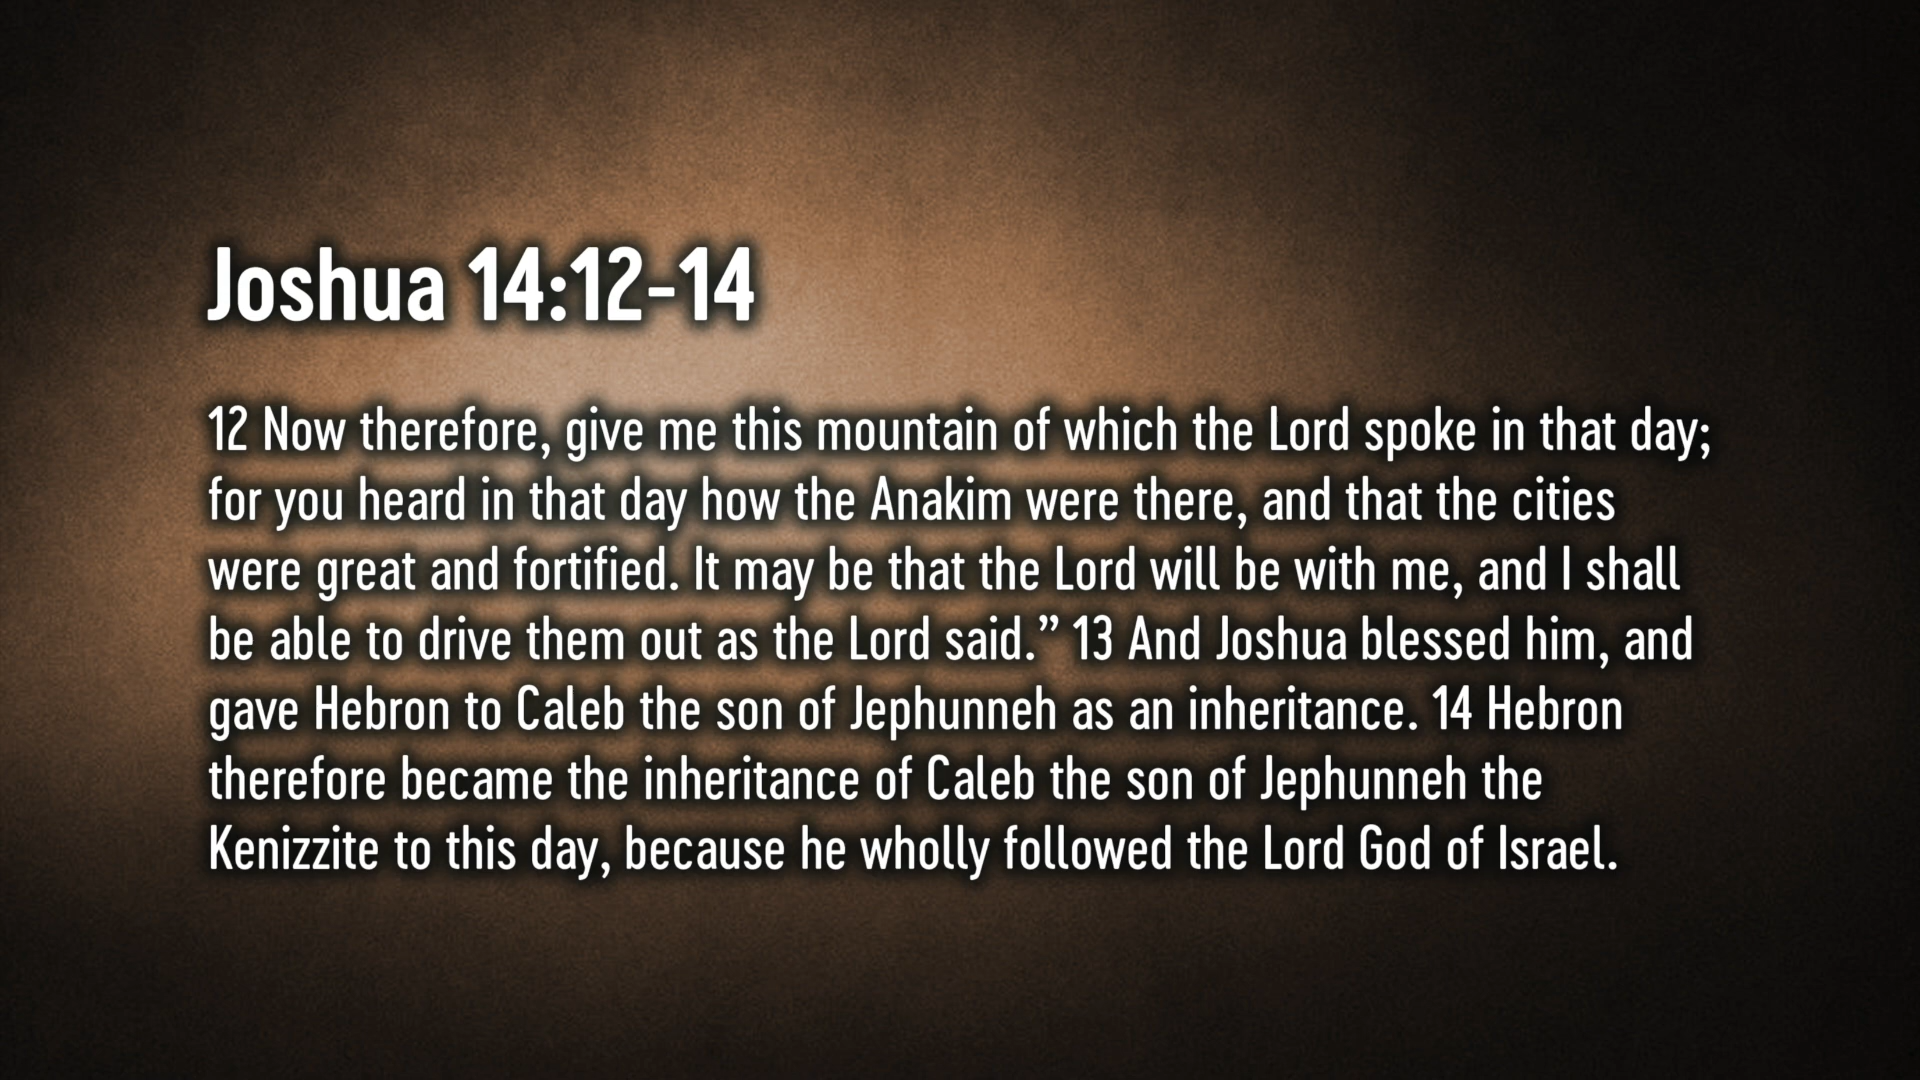 Joshua 14:12-14
12 Now therefore, give me this mountain of which the Lord spoke in that day;
for you heard in that day how the Anakim were there, and that the cities
were great and fortified. It may be that the Lord will be with me, and I shall
be able to drive them out as the Lord said.” 13 And Joshua blessed him, and
gave Hebron to Caleb the son of Jephunneh as an inheritance. 14 Hebron
therefore became the inheritance of Caleb the son of Jephunneh the
Kenizzite to this day, because he wholly followed the Lord God of Israel.